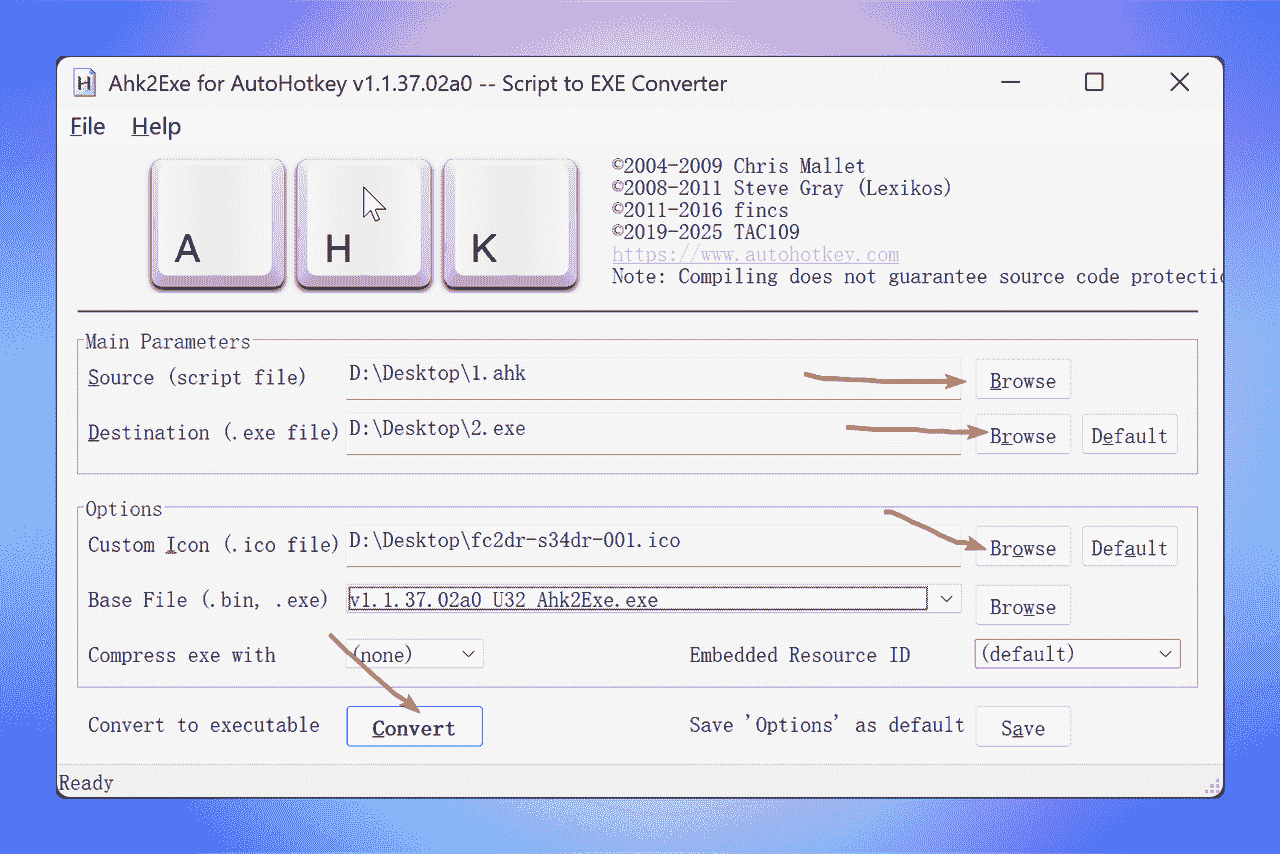 Ahk2Exe for AutoHotkey v1.1.37.02a0 -- Script to EXE Converter
File Help
A H K
©2004-2009 Chris Mallet
©2008-2011 Steve Gray (Lexikos)
©2011-2016 fincs
©2019-2025 TAC109
https://www.autohotkey.com
Note: Compiling does not guarantee source code protectio
Main Parameters
Source (script file) D:\Desktop\1.ahk Browse
Destination (.exe file) D:\Desktop\2.exe Browse Default
Options
Custom Icon (.ico file) D:\Desktop\fc2dr-s34dr-001.ico Browse Default
Base File (.bin, .exe) v1.1.37.02a0 U32 Ahk2Exe.exe Browse
Compress exe with (none) Embedded Resource ID (default)
Convert to executable Convert Save 'Options' as default Save
Ready